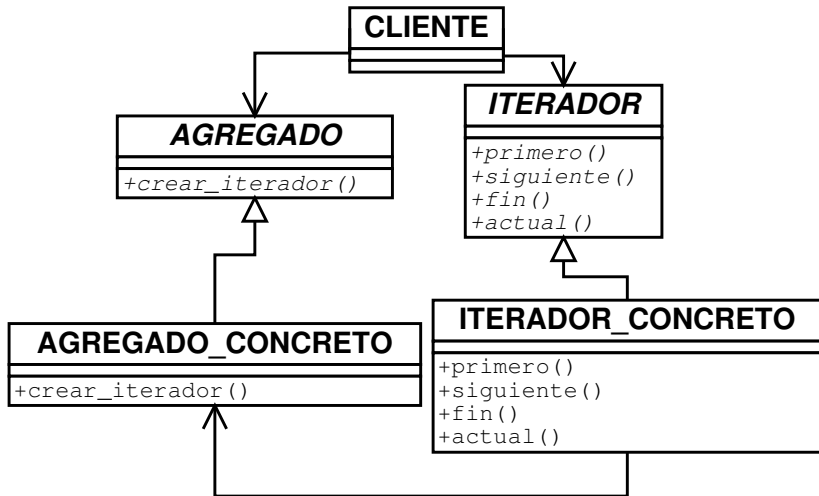 CLIENTE
AGREGADO
+crear_iterador()
ITERADOR
+primero()
+siguiente()
+fin()
+actual()
AGREGADO_CONCRETO
+crear_iterador()
ITERADOR_CONCRETO
+primero()
+siguiente()
+fin()
+actual()